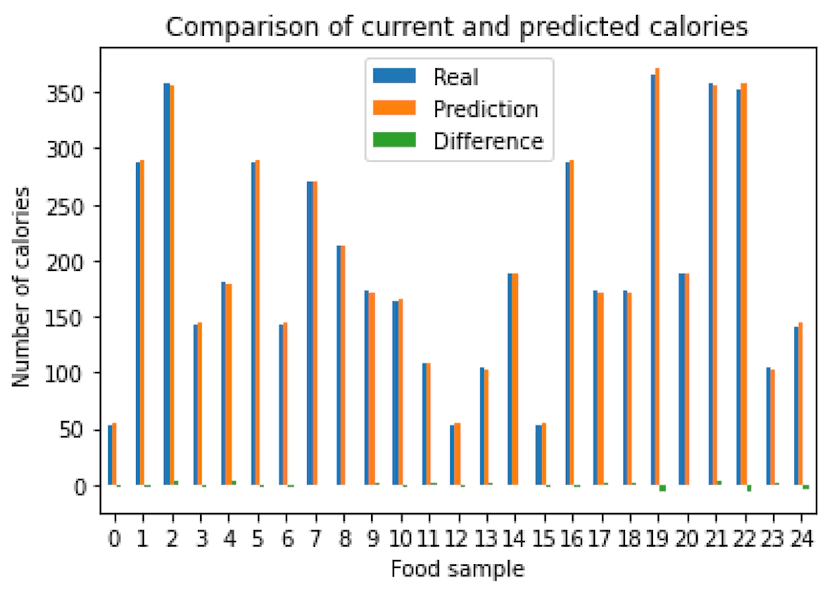 Comparison of current and predicted calories
Real
Prediction
Difference
Number of calories
350
300
250
200
150
100
50
0
0 1 2 3 4 5 6 7 8 9 10 11 12 13 14 15 16 17 18 19 20 21 22 23 24
Food sample